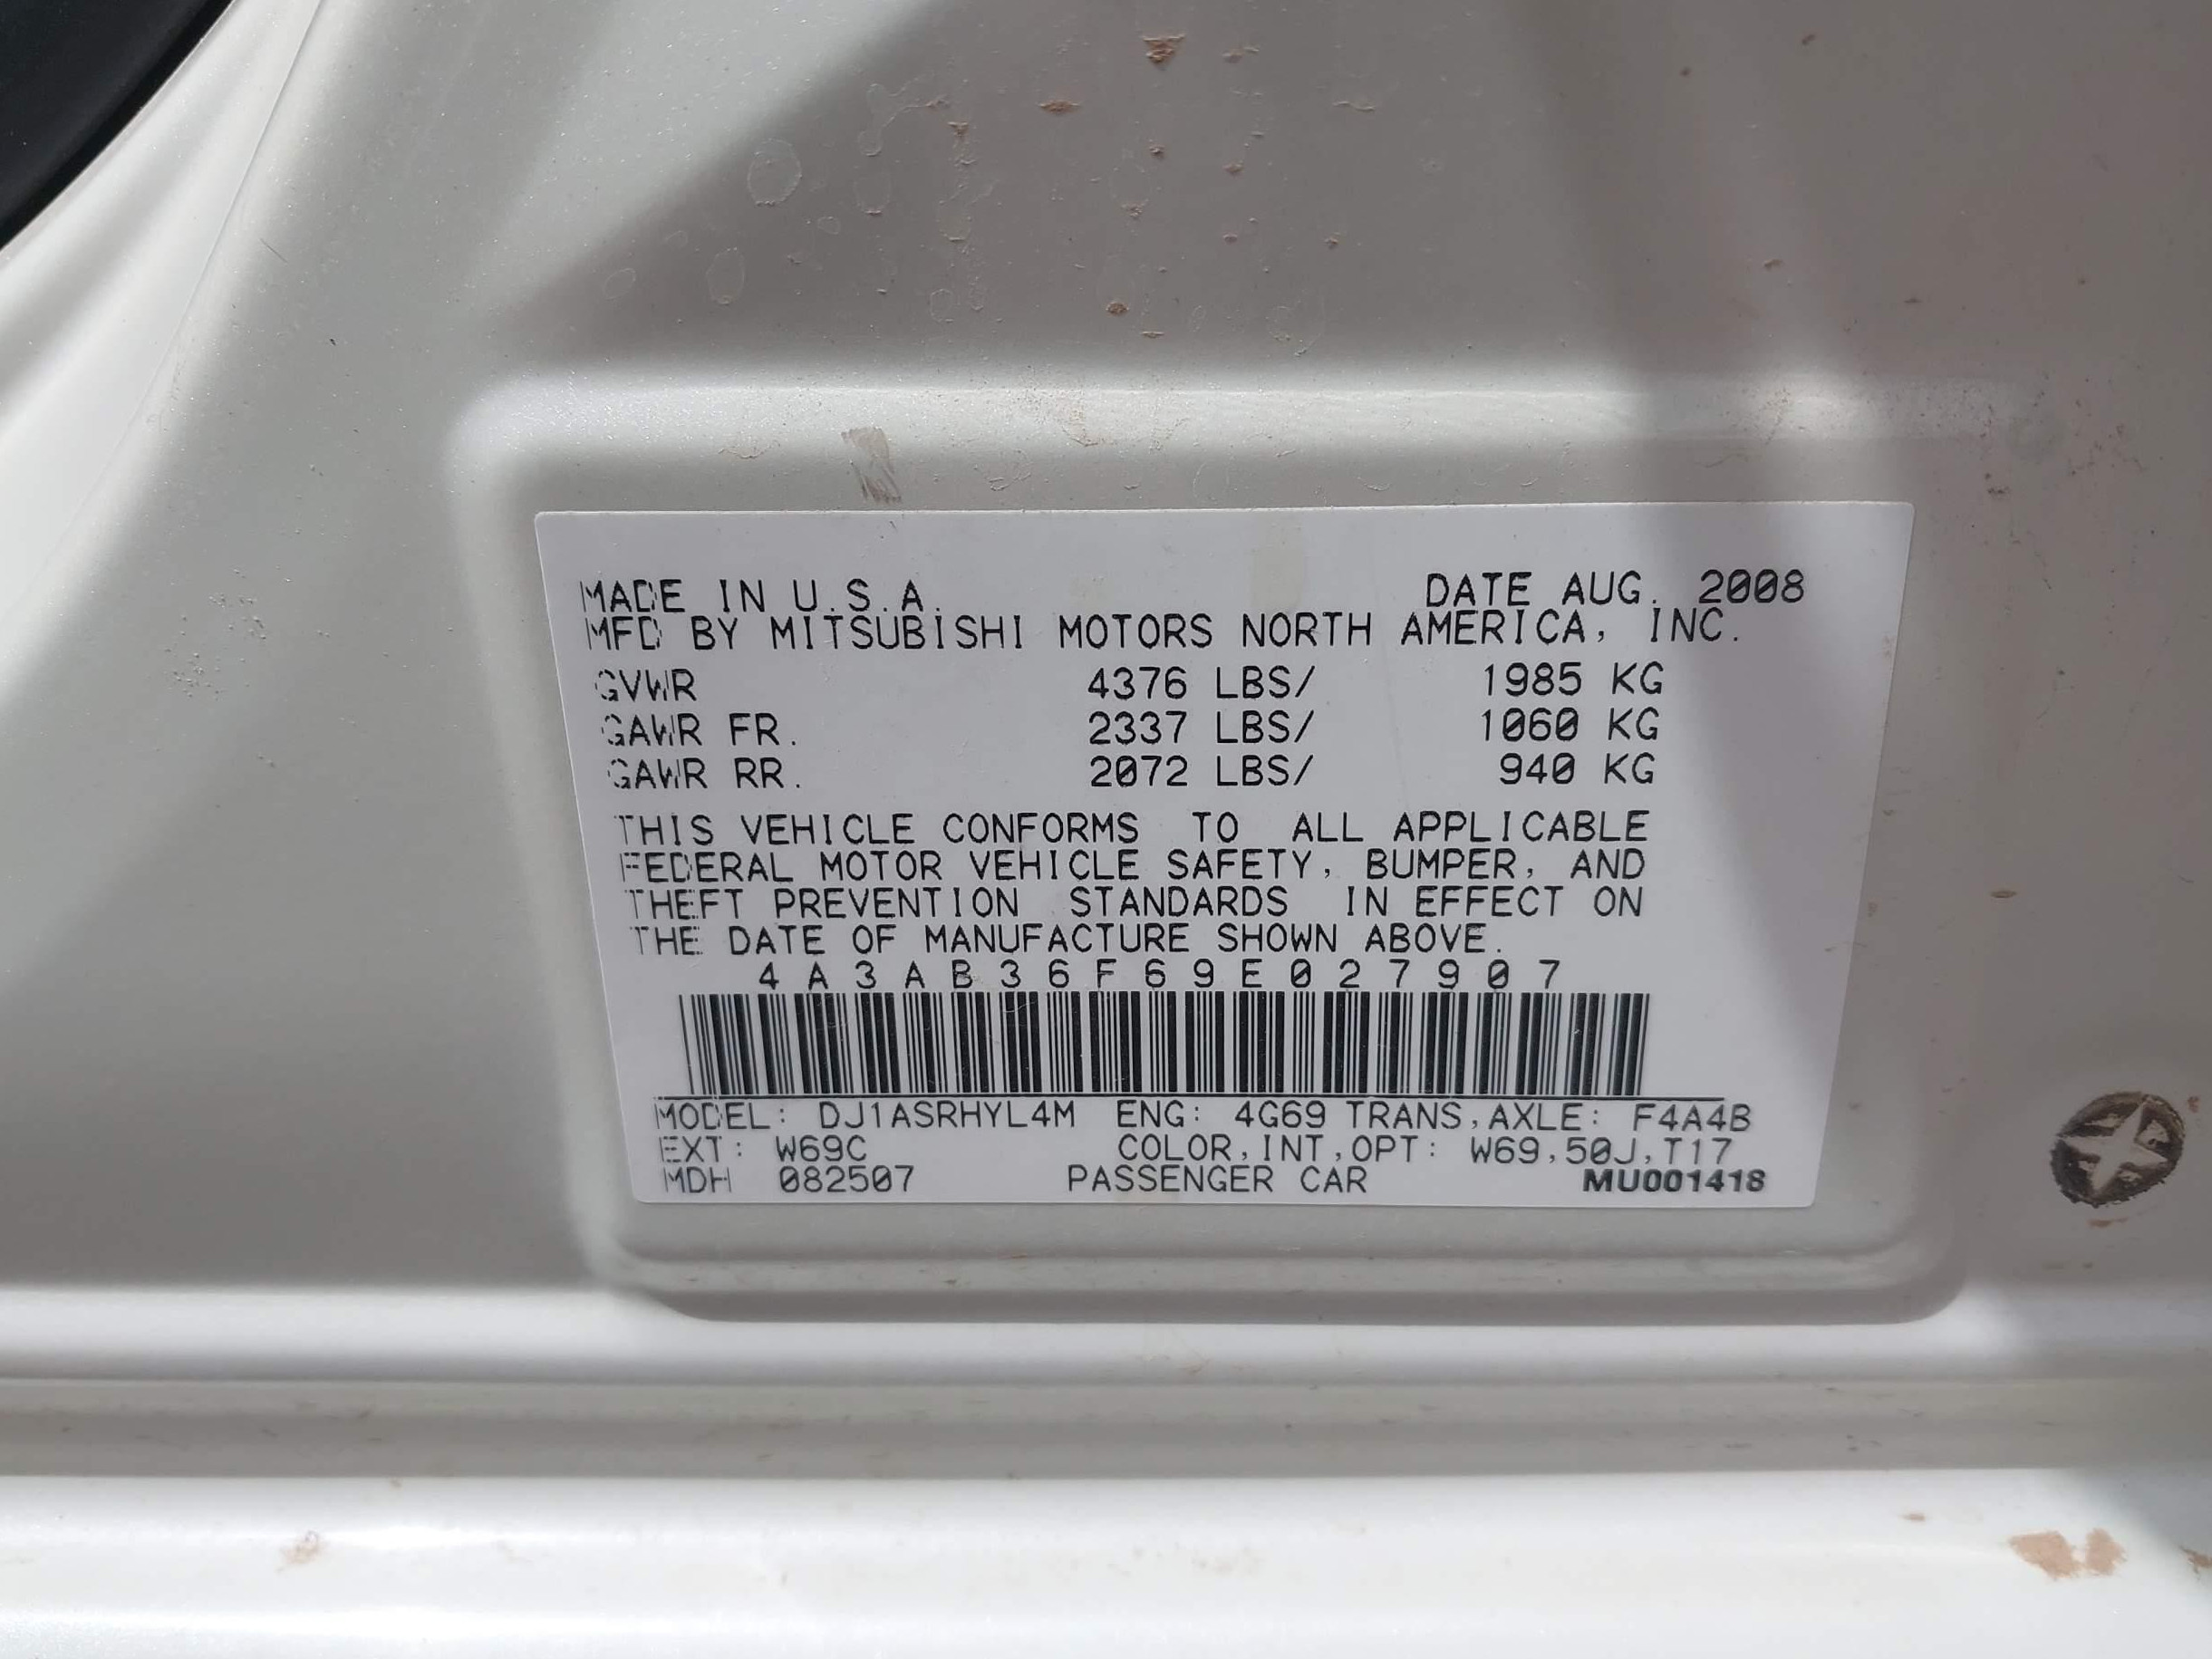 MADE IN U.S.A. DATE AUG. 2008
MFD BY MITSUBISHI MOTORS NORTH AMERICA, INC.
GVWR 4376 LBS/ 1985 KG
GAWR FR. 2337 LBS/ 1060 KG
GAWR RR. 2072 LBS/ 940 KG
THIS VEHICLE CONFORMS TO ALL APPLICABLE
FEDERAL MOTOR VEHICLE SAFETY, BUMPER, AND
THEFT PREVENTION STANDARDS IN EFFECT ON
THE DATE OF MANUFACTURE SHOWN ABOVE.
4A3AB36F69E027907
MODEL: DJ1ASRHYL4M ENG: 4G69 TRANS,AXLE: F4A4B
EXT: W69C COLOR,INT,OPT: W69,50J,T17
MDH 082507 PASSENGER CAR MU001418